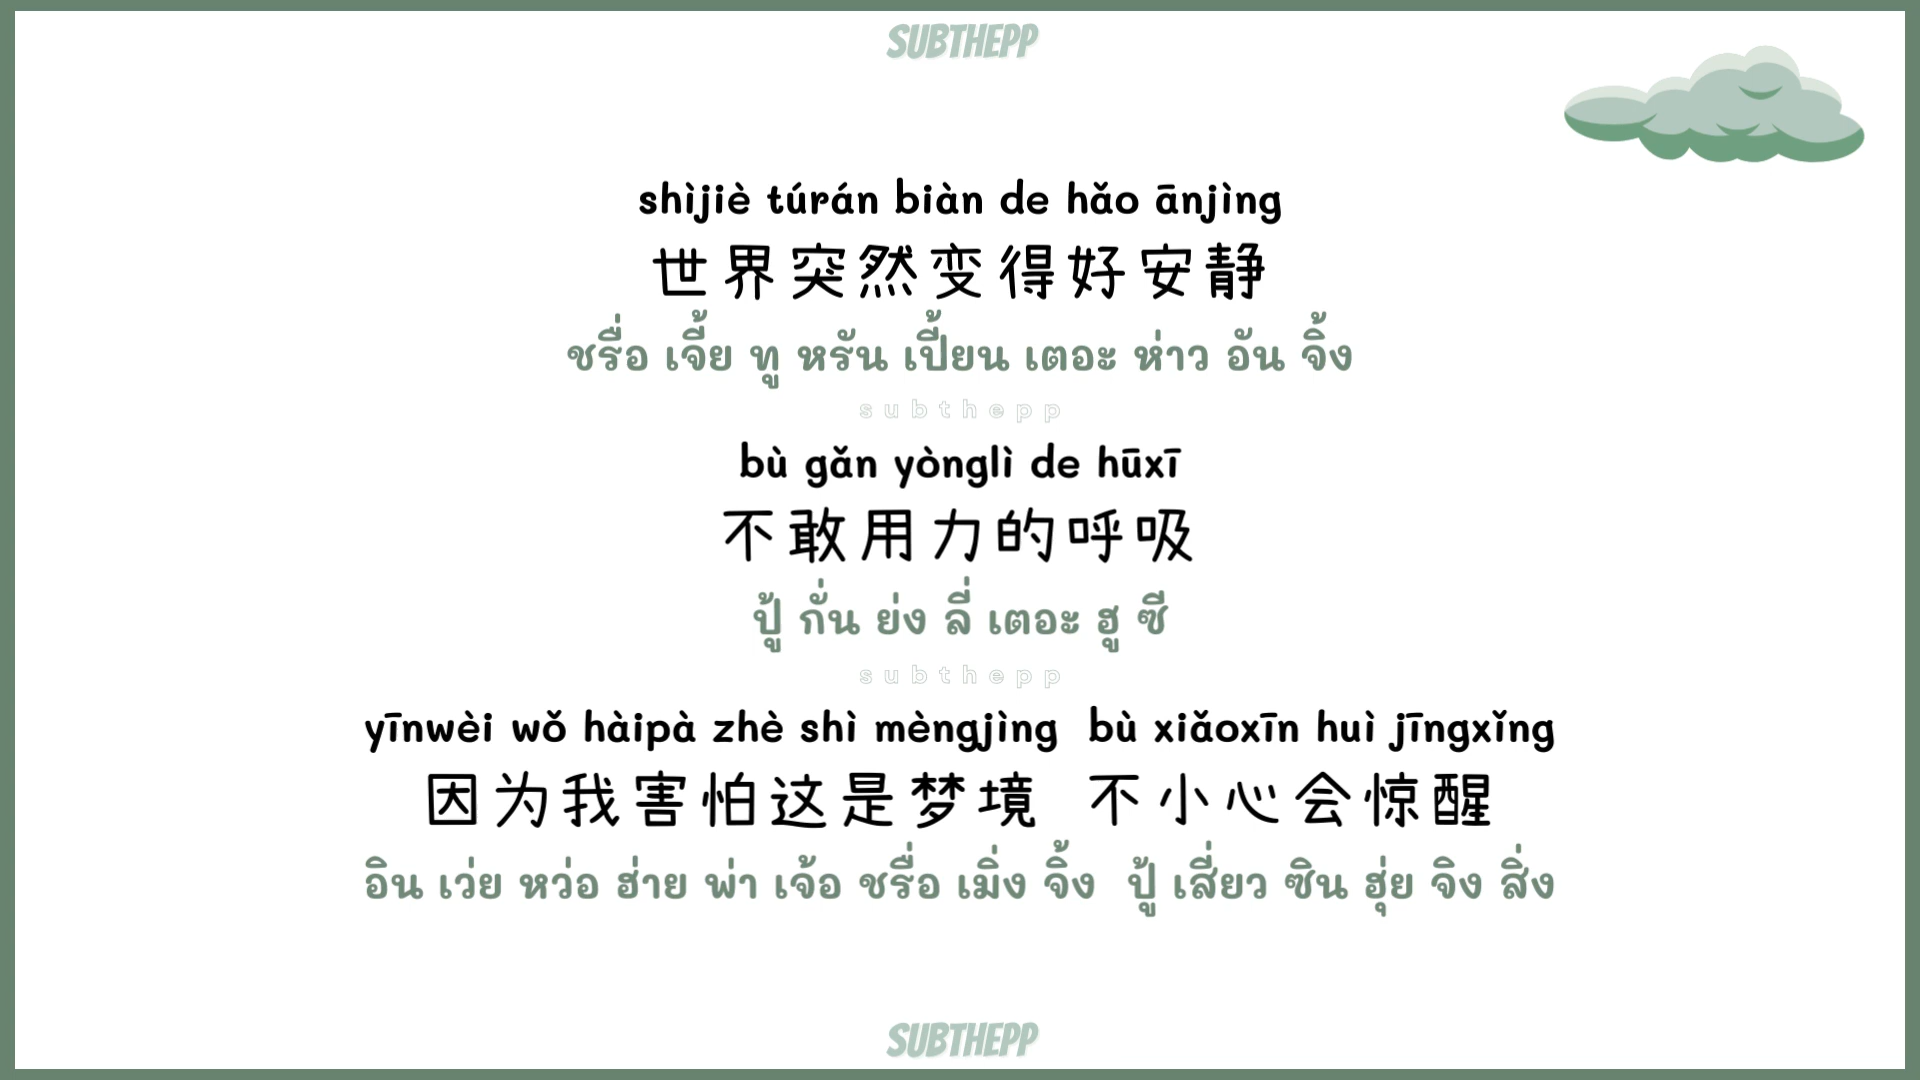 SUBTHEPP
shìjiè túrán biàn de hǎo ānjìng
世界突然变得好安静
ชรื่อ เจี้ย ทู หรัน เปี้ยน เตอะ ห่าว อัน จิ้ง
subthepp
bù gǎn yònglì de hūxī
不敢用力的呼吸
ปู้ กั่น ย่ง ลี่ เตอะ ฮู ซี
subthepp
yīnwèi wǒ hàipà zhè shì mèngjìng  bù xiǎoxīn huì jīngxǐng
因为我害怕这是梦境  不小心会惊醒
อิน เว่ย หว่อ ฮ่าย พ่า เจ้อ ชรื่อ เมิ่ง จิ้ง  ปู้ เสี่ยว ซิน ฮุ่ย จิง สิ่ง
SUBTHEPP